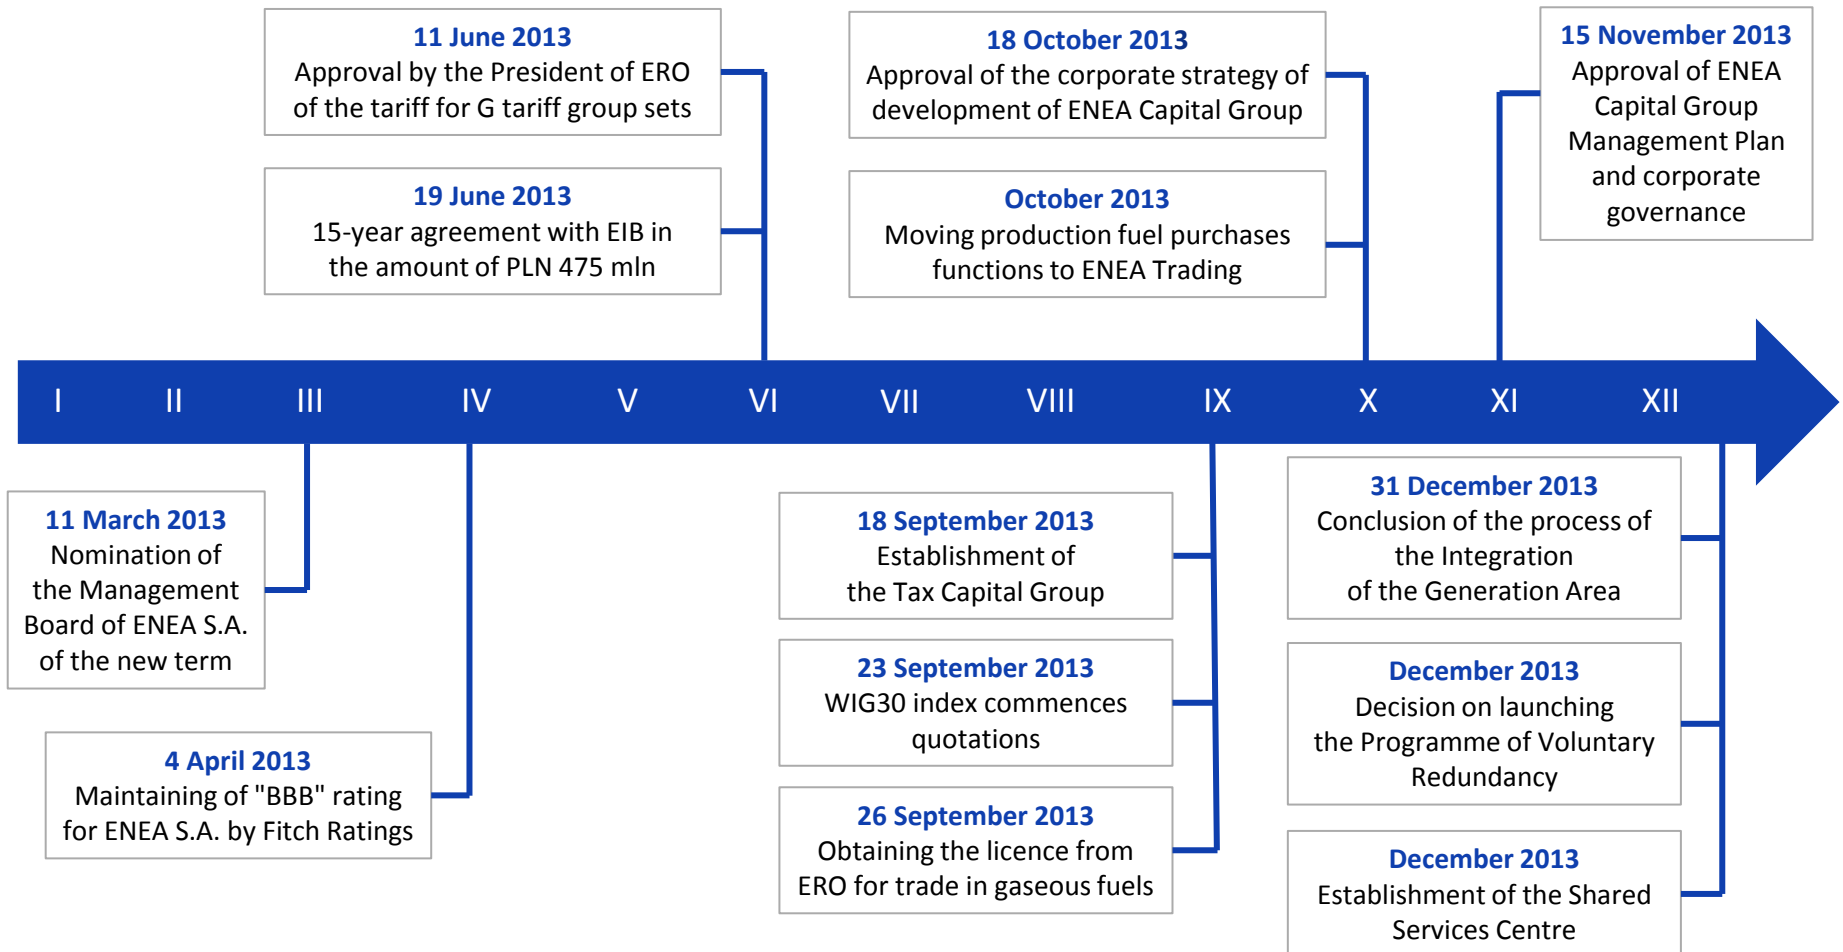 11 June 2013
Approval by the President of ERO
of the tariff for G tariff group sets
19 June 2013
15-year agreement with EIB in
the amount of PLN 475 mln
18 October 2013
Approval of the corporate strategy of
development of ENEA Capital Group
October 2013
Moving production fuel purchases
functions to ENEA Trading
15 November 2013
Approval of ENEA
Capital Group
Management Plan
and corporate
governance
I II III IV V VI VII VIII IX X XI XII
11 March 2013
Nomination of
the Management
Board of ENEA S.A.
of the new term
4 April 2013
Maintaining of "BBB" rating
for ENEA S.A. by Fitch Ratings
18 September 2013
Establishment of
the Tax Capital Group
23 September 2013
WIG30 index commences
quotations
26 September 2013
Obtaining the licence from
ERO for trade in gaseous fuels
31 December 2013
Conclusion of the process of
the Integration
of the Generation Area
December 2013
Decision on launching
the Programme of Voluntary
Redundancy
December 2013
Establishment of the Shared
Services Centre